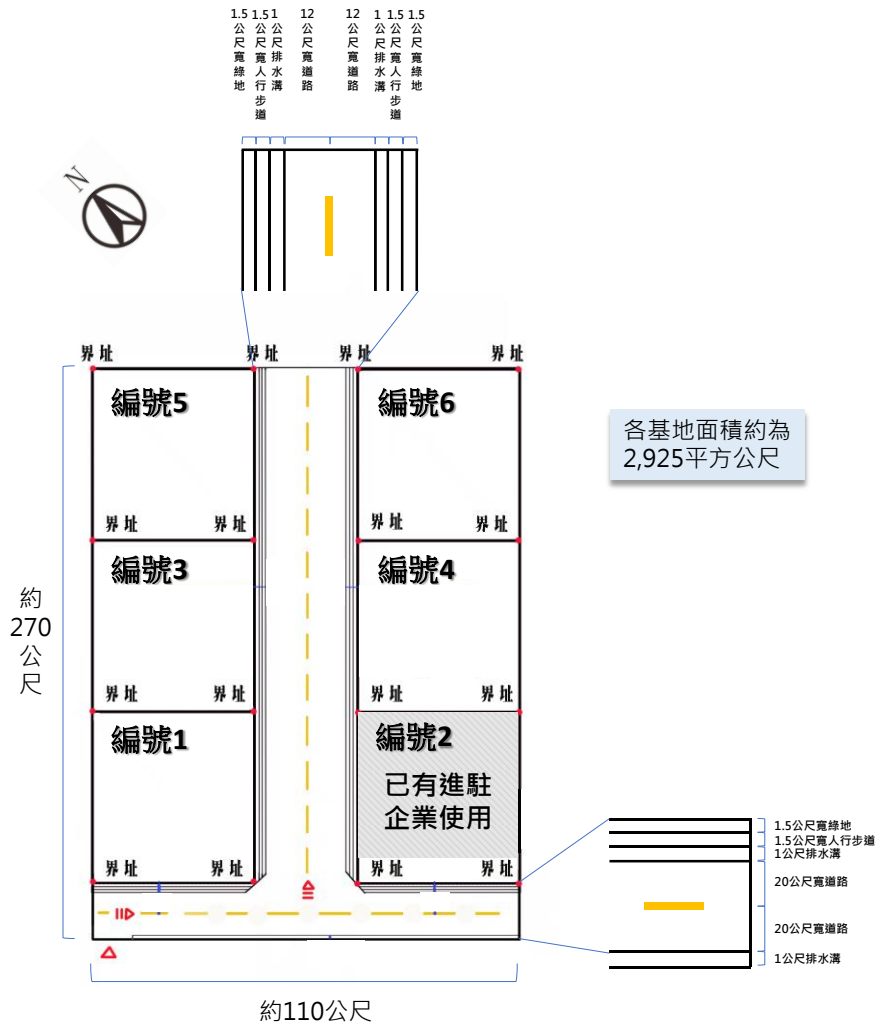 1.5公尺寬綠地
1.5公尺寬人行步道
1公尺排水溝
12公尺寬道路
12公尺寬道路
1公尺排水溝
1.5公尺寬人行步道
1.5公尺寬綠地
N
界址 界址 界址 界址
編號5 編號6
各基地面積約為
2,925平方公尺
界址 界址 界址 界址
編號3 編號4
約
270
公
尺
界址 界址 界址 界址
編號1 編號2
已有進駐
企業使用
界址 界址 界址 界址
1.5公尺寬綠地
1.5公尺寬人行步道
1公尺排水溝
20公尺寬道路
20公尺寬道路
1公尺排水溝
約110公尺